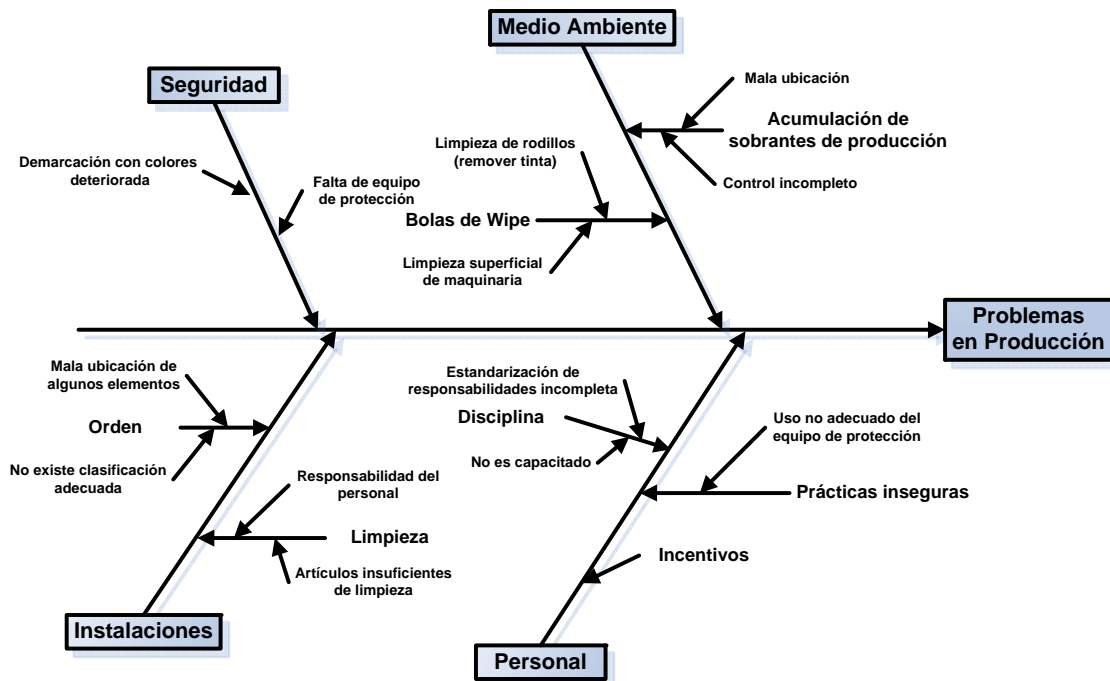 Medio Ambiente
Seguridad
Mala ubicación
Acumulación de
sobrantes de producción
Control incompleto
Limpieza de rodillos
(remover tinta)
Bolas de Wipe
Limpieza superficial
de maquinaria
Demarcación con colores
deteriorada
Falta de equipo
de protección
Problemas
en Producción
Mala ubicación de
algunos elementos
Orden
No existe clasificación
adecuada
Responsabilidad del
personal
Limpieza
Artículos insuficientes
de limpieza
Instalaciones
Estandarización de
responsabilidades incompleta
Disciplina
No es capacitado
Uso no adecuado del
equipo de protección
Prácticas inseguras
Incentivos
Personal